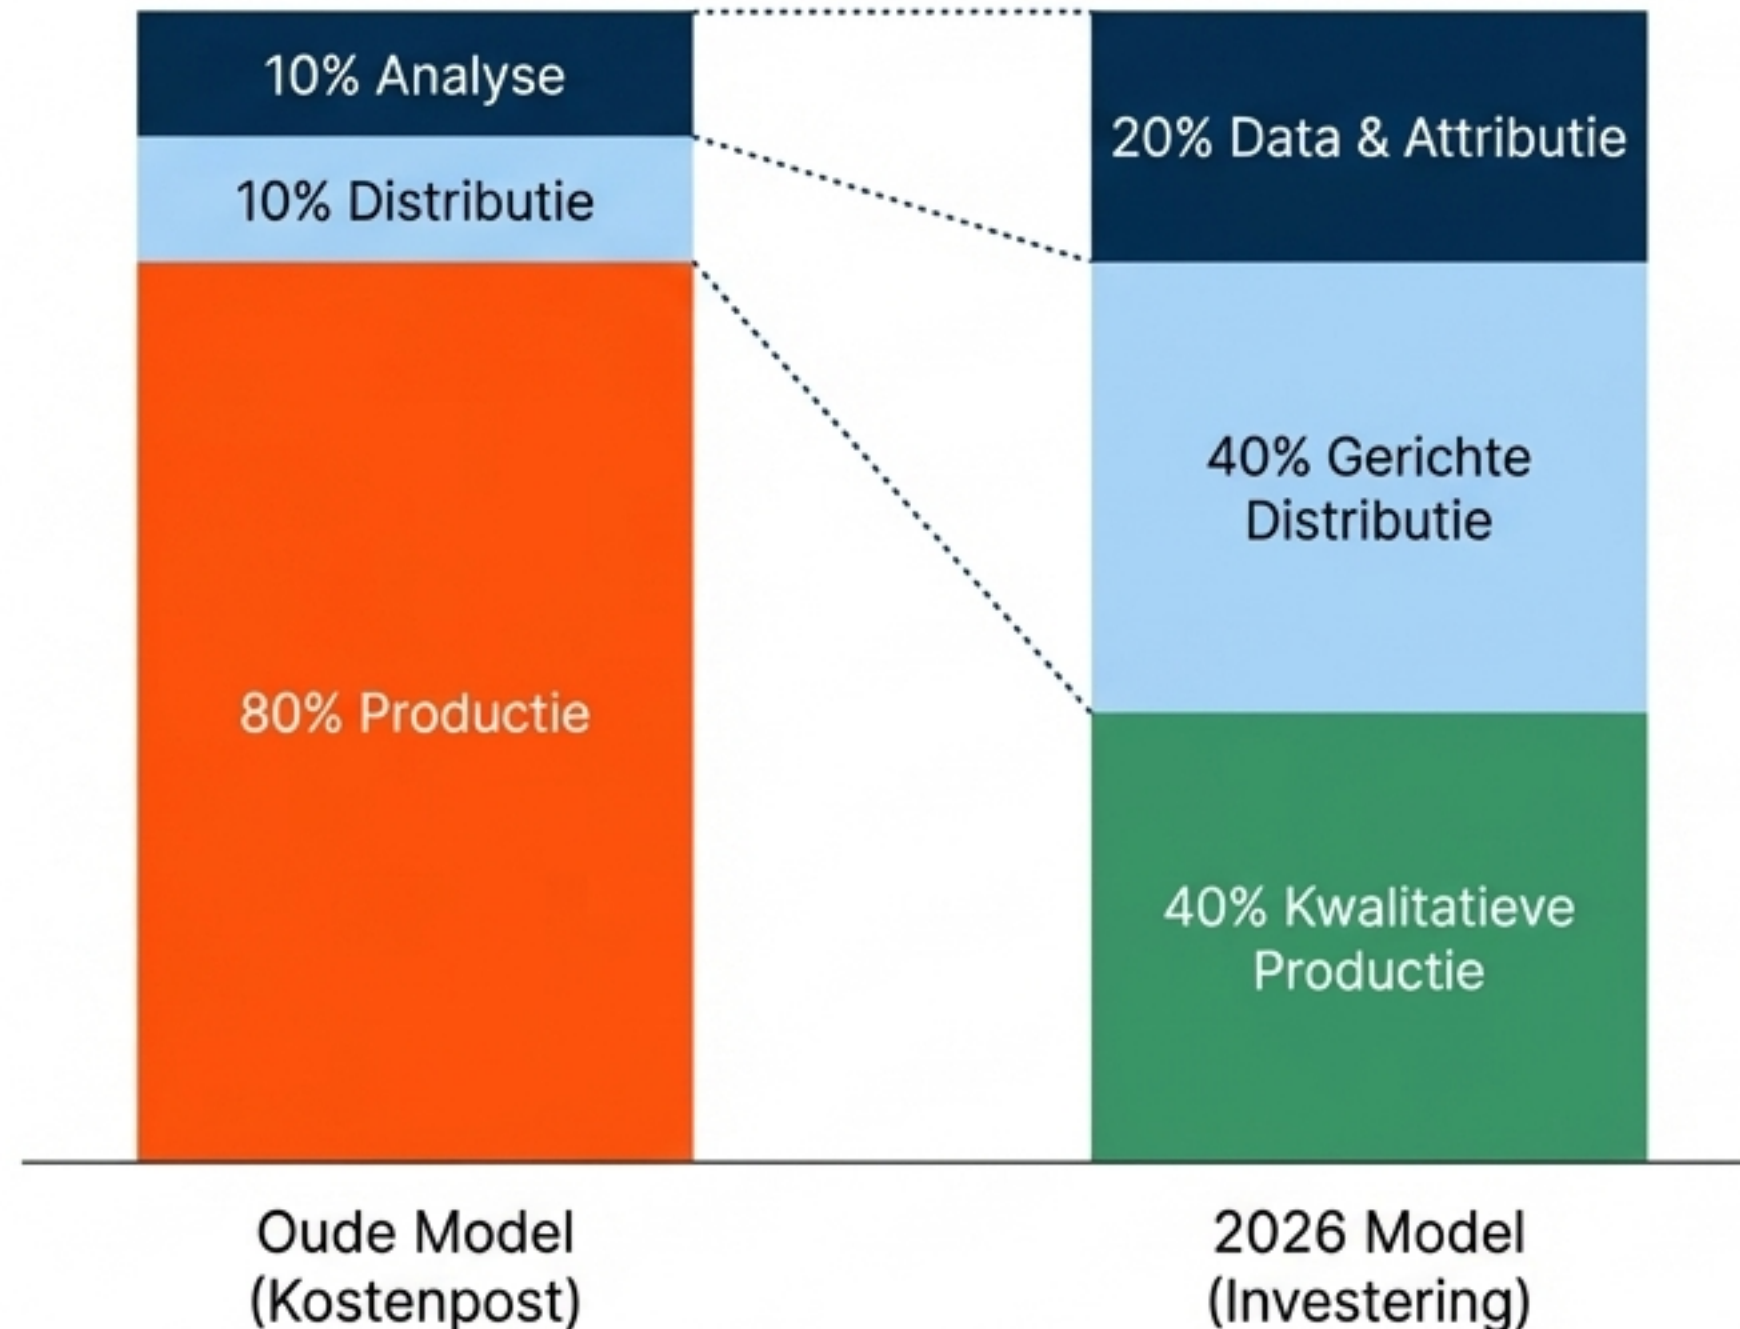 10% Analyse
10% Distributie
80% Productie
20% Data & Attributie
40% Gerichte
Distributie
40% Kwalitatieve
Productie
Oude Model
(Kostenpost)
2026 Model
(Investering)